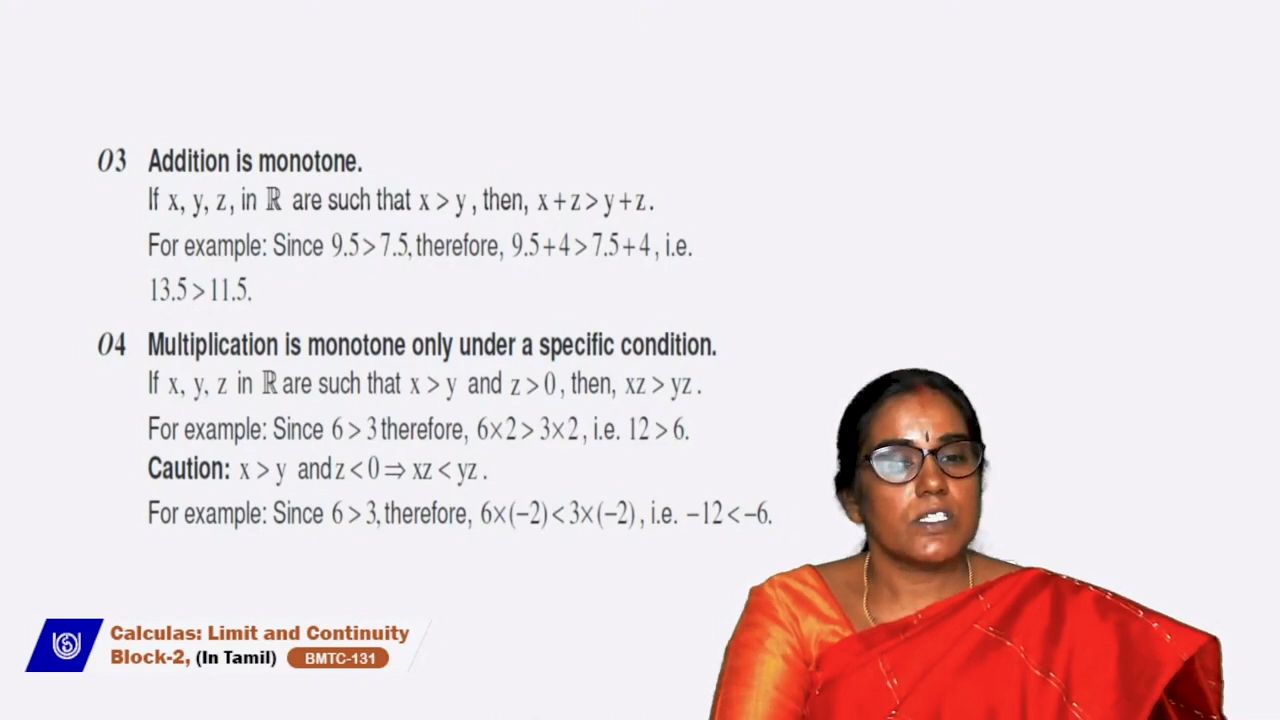 O3 Addition is monotone.
If x, y, z, in ℝ are such that x > y, then, x + z > y + z.
For example: Since 9.5 > 7.5, therefore, 9.5 + 4 > 7.5 + 4, i.e.
13.5 > 11.5.
O4 Multiplication is monotone only under a specific condition.
If x, y, z in ℝ are such that x > y and z > 0, then, xz > yz.
For example: Since 6 > 3 therefore, 6×2 > 3×2, i.e. 12 > 6.
Caution: x > y and z < 0 ⇒ xz < yz.
For example: Since 6 > 3, therefore, 6×(−2) < 3×(−2), i.e. −12 < −6.
Calculas: Limit and Continuity
Block-2, (In Tamil) BMTC-131